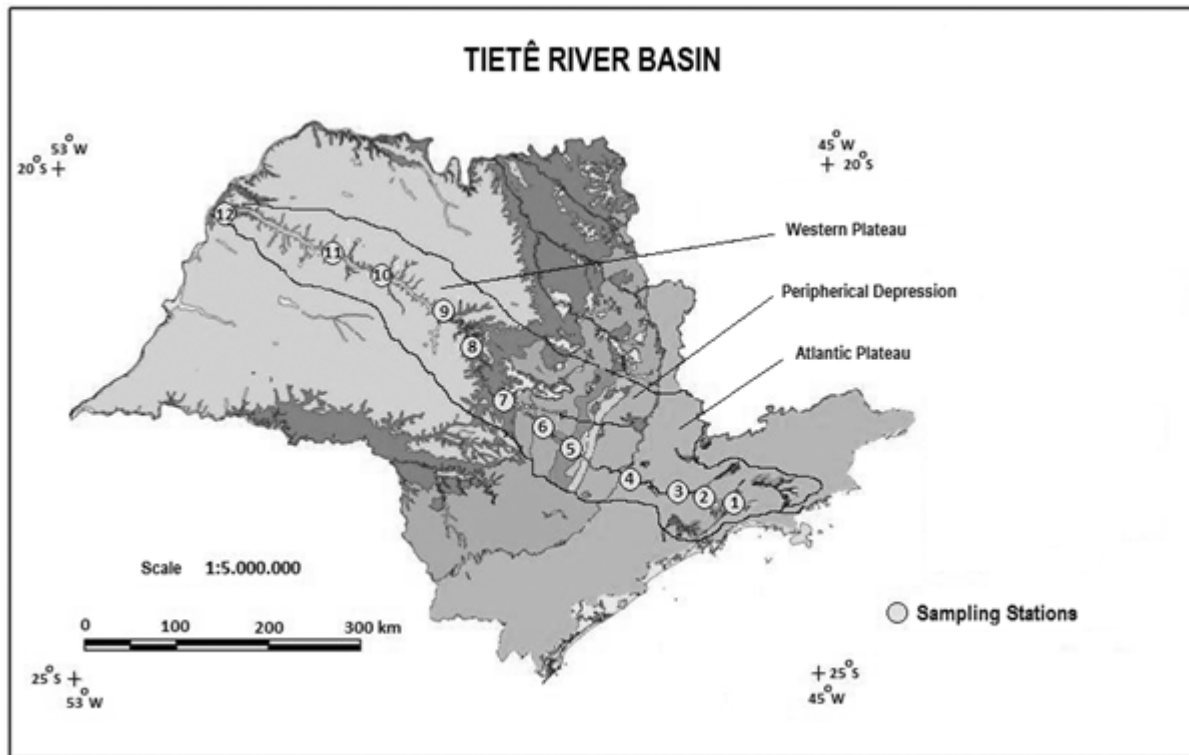 TIETÊ RIVER BASIN
53°W
20°S
45°W
20°S
12
Western Plateau
11
10
Peripherical Depression
9
8
Atlantic Plateau
7
6
5
4
3
2
1
Scale 1:5.000.000
Sampling Stations
0 100 200 300 km
25°S
53°W
25°S
45°W